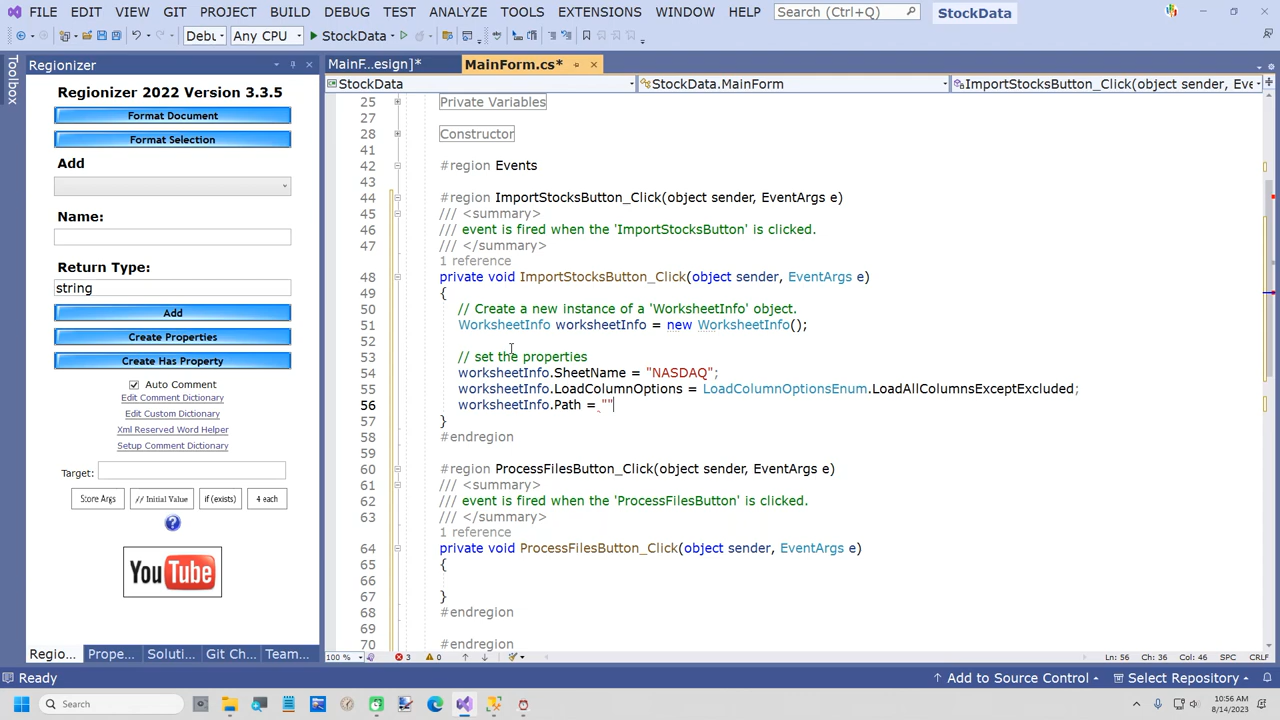 FILE EDIT VIEW GIT PROJECT BUILD DEBUG TEST ANALYZE TOOLS EXTENSIONS WINDOW HELP Search (Ctrl+Q) StockData
Debu Any CPU StockData
Toolbox
Regionizer
MainF...esign]* MainForm.cs*
StockData StockData.MainForm ImportStocksButton_Click(object sender, Eve
Regionizer 2022 Version 3.3.5
Format Document
Format Selection
Add
Name:
Return Type:
string
Add
Create Properties
Create Has Property
Auto Comment
Edit Comment Dictionary
Edit Custom Dictionary
Xml Reserved Word Helper
Setup Comment Dictionary
Target:
Store Args // Initial Value if (exists) 4 each
?
YouTube
Regio... Prope... Soluti... Git Ch... Team...
25 Private Variables
27
28 Constructor
41
42 #region Events
43
44 #region ImportStocksButton_Click(object sender, EventArgs e)
45 /// <summary>
46 /// event is fired when the 'ImportStocksButton' is clicked.
47 /// </summary>
1 reference
48 private void ImportStocksButton_Click(object sender, EventArgs e)
49 {
50 // Create a new instance of a 'WorksheetInfo' object.
51 WorksheetInfo worksheetInfo = new WorksheetInfo();
52
53 // set the properties
54 worksheetInfo.SheetName = "NASDAQ";
55 worksheetInfo.LoadColumnOptions = LoadColumnOptionsEnum.LoadAllColumnsExceptExcluded;
56 worksheetInfo.Path = ""
57 }
58 #endregion
59
60 #region ProcessFilesButton_Click(object sender, EventArgs e)
61 /// <summary>
62 /// event is fired when the 'ProcessFilesButton' is clicked.
63 /// </summary>
1 reference
64 private void ProcessFilesButton_Click(object sender, EventArgs e)
65 {
66
67 }
68 #endregion
69
70 #endregion
100 % 3 0 Ln: 56 Ch: 36 Col: 46 SPC CRLF
Ready Add to Source Control Select Repository
Search
10:56 AM
8/14/2023